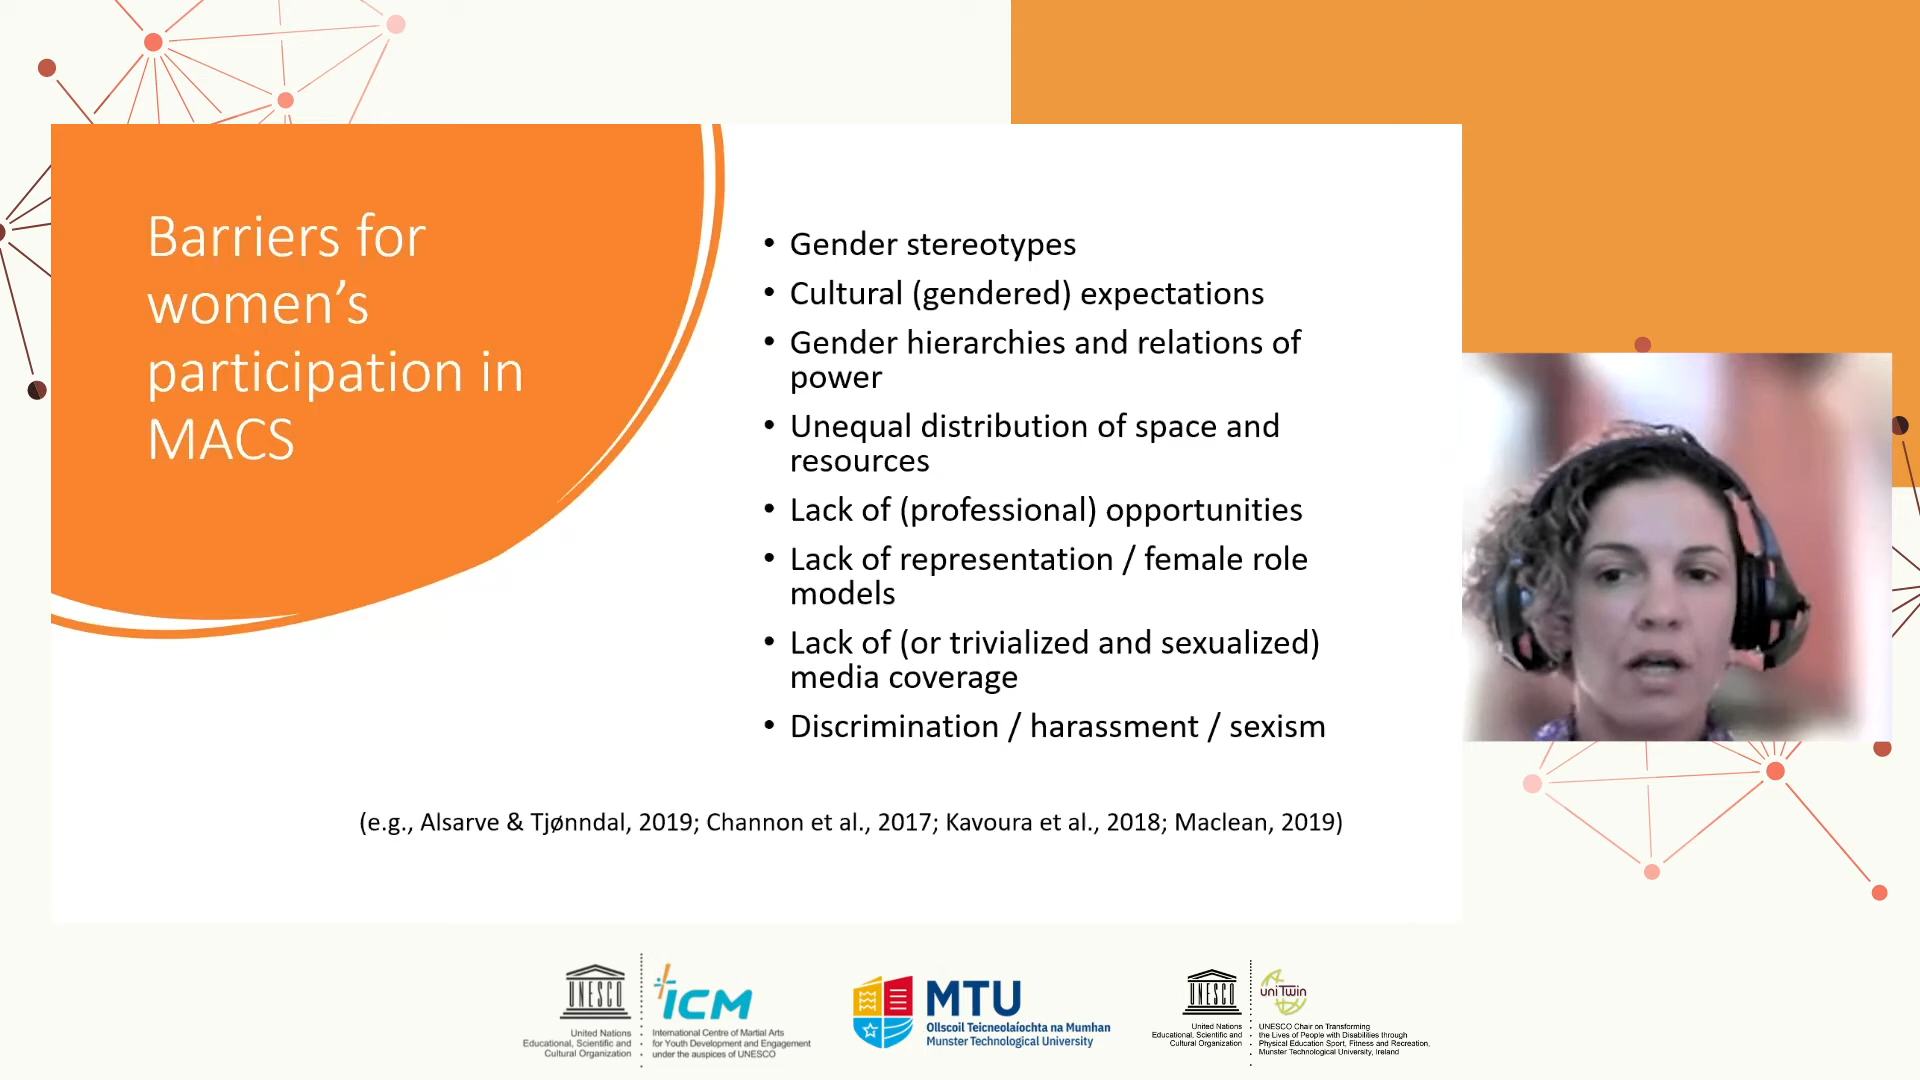 Barriers for
women’s
participation in
MACS
• Gender stereotypes
• Cultural (gendered) expectations
• Gender hierarchies and relations of
power
• Unequal distribution of space and
resources
• Lack of (professional) opportunities
• Lack of representation / female role
models
• Lack of (or trivialized and sexualized)
media coverage
• Discrimination / harassment / sexism
(e.g., Alsarve & Tjønndal, 2019; Channon et al., 2017; Kavoura et al., 2018; Maclean, 2019)
UNESCO
United Nations
Educational, Scientific and
Cultural Organization
ICM
International Centre of Martial Arts
for Youth Development and Engagement
under the auspices of UNESCO
MTU
Ollscoil Teicneolaíochta na Mumhan
Munster Technological University
UNESCO
United Nations
Educational, Scientific and
Cultural Organization
uniTwin
UNESCO Chair on Transforming
the Lives of People with Disabilities through
Physical Education Sport, Fitness and Recreation,
Munster Technological University, Ireland